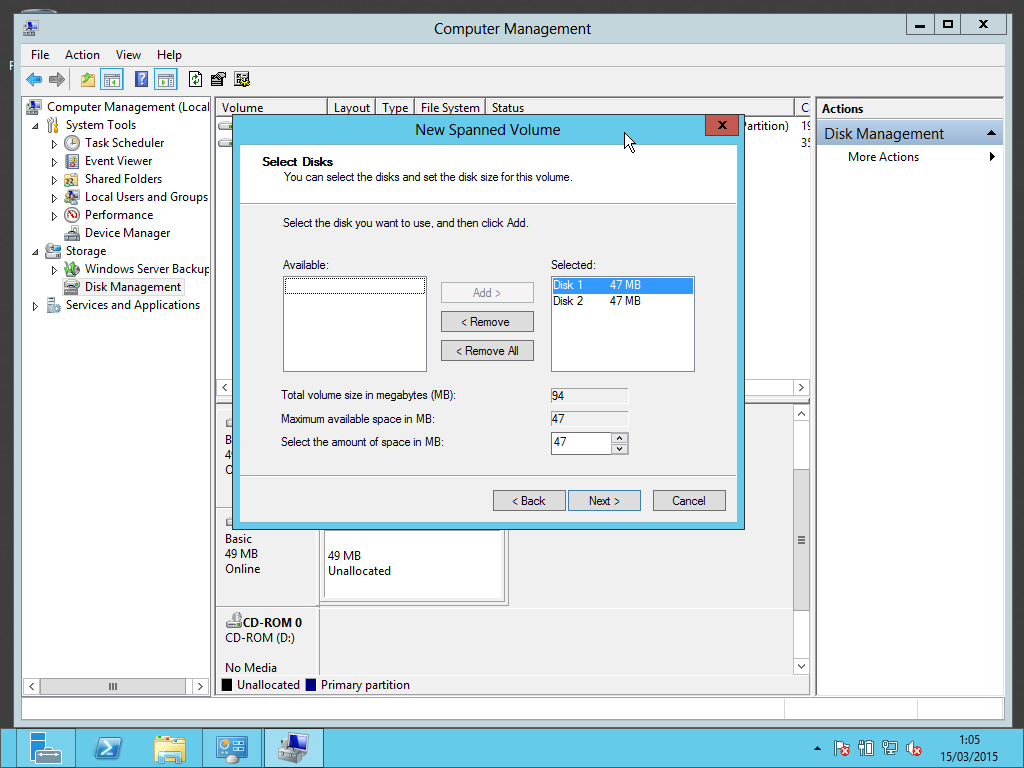 Computer Management
File Action View Help
Computer Management (Local
System Tools
Task Scheduler
Event Viewer
Shared Folders
Local Users and Groups
Performance
Device Manager
Storage
Windows Server Backup
Disk Management
Services and Applications
Volume Layout Type File System Status C
Partition) 19
35
New Spanned Volume
Select Disks
You can select the disks and set the disk size for this volume.
Select the disk you want to use, and then click Add.
Available:
Selected:
Add >
< Remove
< Remove All
Disk 1 47 MB
Disk 2 47 MB
Total volume size in megabytes (MB): 94
Maximum available space in MB: 47
Select the amount of space in MB: 47
< Back Next > Cancel
Basic
49 MB
Online
49 MB
Unallocated
CD-ROM 0
CD-ROM (D:)
No Media
Unallocated Primary partition
Actions
Disk Management
More Actions
1:05
15/03/2015